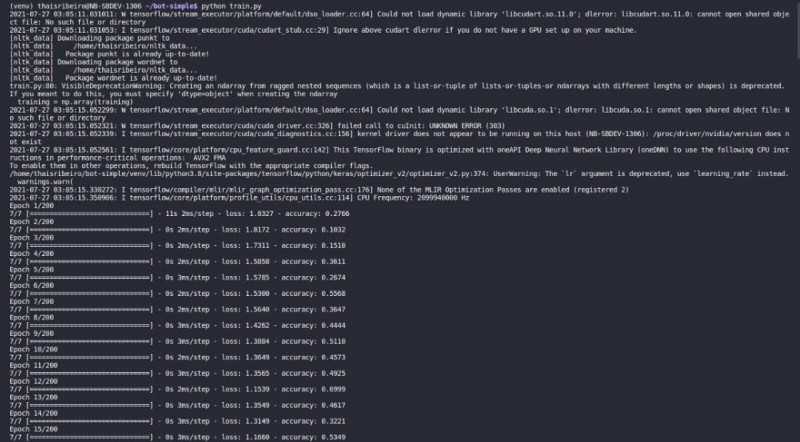 (venv) thaisribeiro@NB-SBDEV-1306 ~/bot-simple$ python train.py
2021-07-27 03:05:11.031011: W tensorflow/stream_executor/platform/default/dso_loader.cc:64] Could not load dynamic library 'libcudart.so.11.0'; dlerror: libcudart.so.11.0: cannot open shared obj
ect file: No such file or directory
2021-07-27 03:05:11.031053: I tensorflow/stream_executor/cuda/cudart_stub.cc:29] Ignore above cudart dlerror if you do not have a GPU set up on your machine.
[nltk_data] Downloading package punkt to
[nltk_data]     /home/thaisribeiro/nltk_data...
[nltk_data]   Package punkt is already up-to-date!
[nltk_data] Downloading package wordnet to
[nltk_data]     /home/thaisribeiro/nltk_data...
[nltk_data]   Package wordnet is already up-to-date!
train.py:80: VisibleDeprecationWarning: Creating an ndarray from ragged nested sequences (which is a list-or-tuple of lists-or-tuples-or ndarrays with different lengths or shapes) is deprecated.
If you meant to do this, you must specify 'dtype=object' when creating the ndarray
  training = np.array(training)
2021-07-27 03:05:15.052299: W tensorflow/stream_executor/platform/default/dso_loader.cc:64] Could not load dynamic library 'libcuda.so.1'; dlerror: libcuda.so.1: cannot open shared object file: N
o such file or directory
2021-07-27 03:05:15.052321: W tensorflow/stream_executor/cuda/cuda_driver.cc:326] failed call to cuInit: UNKNOWN ERROR (303)
2021-07-27 03:05:15.052339: I tensorflow/stream_executor/cuda/cuda_diagnostics.cc:156] kernel driver does not appear to be running on this host (NB-SBDEV-1306): /proc/driver/nvidia/version does n
ot exist
2021-07-27 03:05:15.052561: I tensorflow/core/platform/cpu_feature_guard.cc:142] This TensorFlow binary is optimized with oneAPI Deep Neural Network Library (oneDNN) to use the following CPU inst
ructions in performance-critical operations:  AVX2 FMA
To enable them in other operations, rebuild TensorFlow with the appropriate compiler flags.
/home/thaisribeiro/bot-simple/venv/lib/python3.8/site-packages/tensorflow/python/keras/optimizer_v2/optimizer_v2.py:374: UserWarning: The `lr` argument is deprecated, use `learning_rate` instead.
  warnings.warn(
2021-07-27 03:05:15.330272: I tensorflow/compiler/mlir/mlir_graph_optimization_pass.cc:176] None of the MLIR Optimization Passes are enabled (registered 2)
2021-07-27 03:05:15.350906: I tensorflow/core/platform/profile_utils/cpu_utils.cc:114] CPU Frequency: 2099940000 Hz
Epoch 1/200
7/7 [==============================] - 11s 2ms/step - loss: 1.8327 - accuracy: 0.2766
Epoch 2/200
7/7 [==============================] - 0s 2ms/step - loss: 1.8172 - accuracy: 0.1032
Epoch 3/200
7/7 [==============================] - 0s 2ms/step - loss: 1.7311 - accuracy: 0.1510
Epoch 4/200
7/7 [==============================] - 0s 2ms/step - loss: 1.5858 - accuracy: 0.3611
Epoch 5/200
7/7 [==============================] - 0s 2ms/step - loss: 1.5785 - accuracy: 0.2674
Epoch 6/200
7/7 [==============================] - 0s 2ms/step - loss: 1.5300 - accuracy: 0.5568
Epoch 7/200
7/7 [==============================] - 0s 2ms/step - loss: 1.5640 - accuracy: 0.3647
Epoch 8/200
7/7 [==============================] - 0s 3ms/step - loss: 1.4262 - accuracy: 0.4444
Epoch 9/200
7/7 [==============================] - 0s 3ms/step - loss: 1.3884 - accuracy: 0.5110
Epoch 10/200
7/7 [==============================] - 0s 3ms/step - loss: 1.3649 - accuracy: 0.4573
Epoch 11/200
7/7 [==============================] - 0s 3ms/step - loss: 1.3565 - accuracy: 0.4925
Epoch 12/200
7/7 [==============================] - 0s 2ms/step - loss: 1.1539 - accuracy: 0.6999
Epoch 13/200
7/7 [==============================] - 0s 2ms/step - loss: 1.3549 - accuracy: 0.4617
Epoch 14/200
7/7 [==============================] - 0s 3ms/step - loss: 1.3149 - accuracy: 0.3221
Epoch 15/200
7/7 [==============================] - 0s 3ms/step - loss: 1.1660 - accuracy: 0.5349